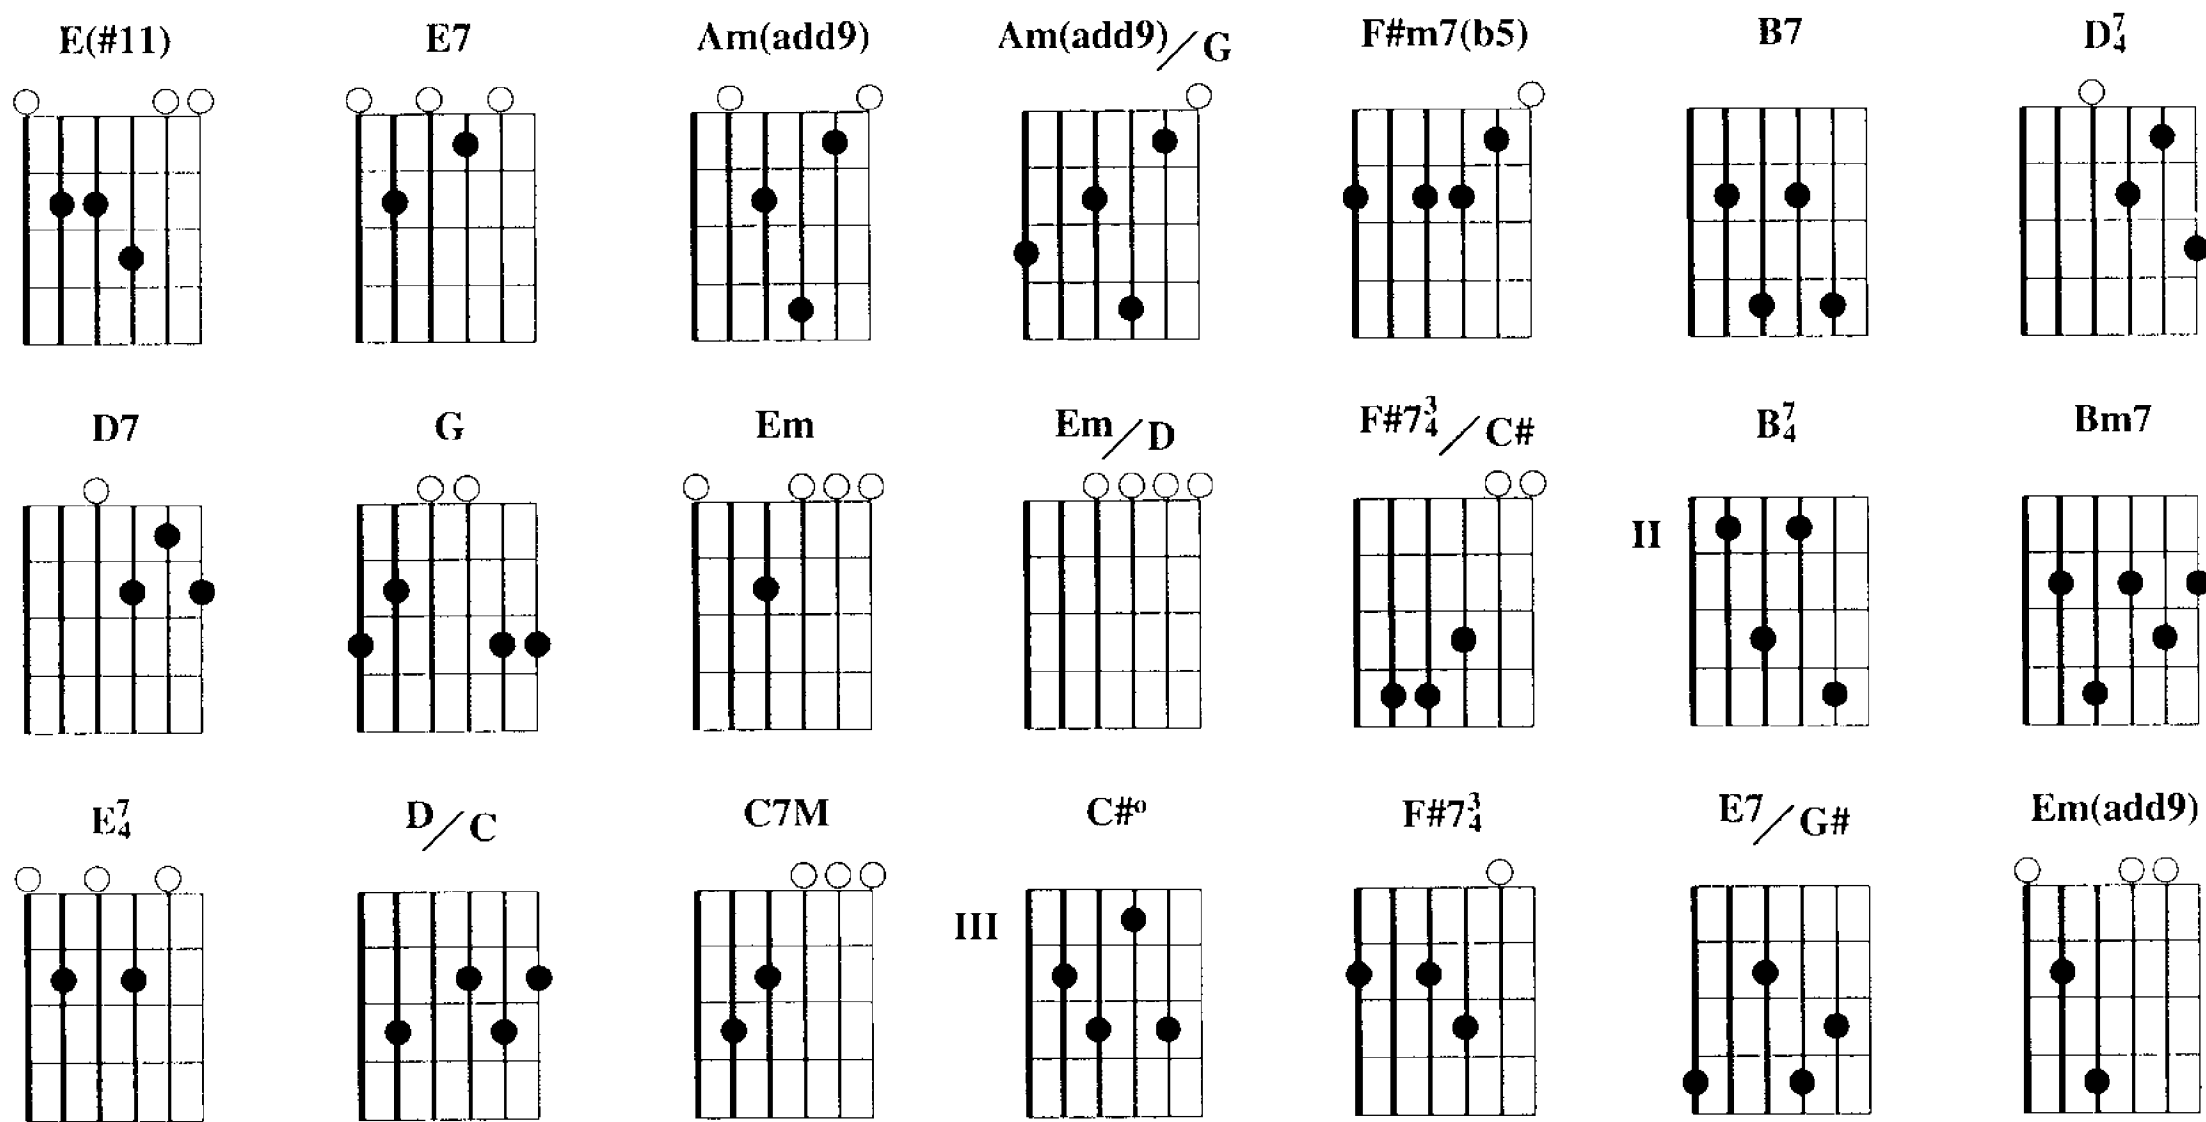 E(#11) E7 Am(add9) Am(add9)/G F#m7(b5) B7 D7/4
D7 G Em Em/D F#7 3/4/C# B7/4 Bm7
II
E7/4 D/C C7M C#º F#7 3/4 E7/G# Em(add9)
III